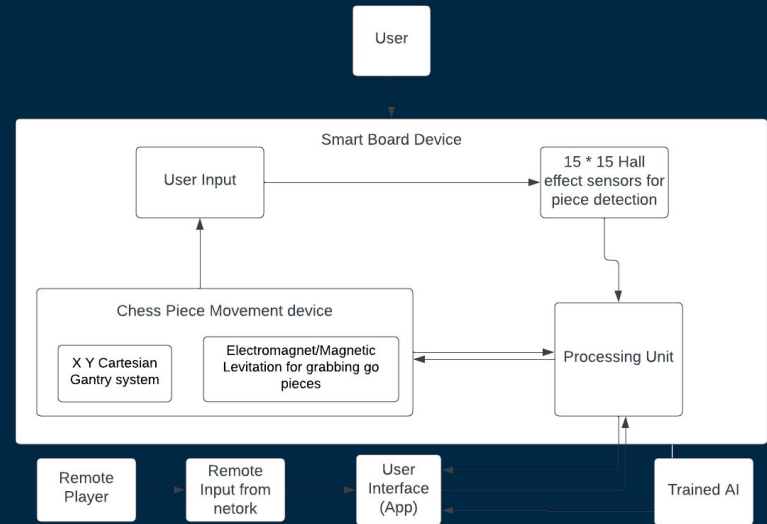 User
Smart Board Device
User Input
15 * 15 Hall
effect sensors for
piece detection
Chess Piece Movement device
X Y Cartesian
Gantry system
Electromagnet/Magnetic
Levitation for grabbing go
pieces
Processing Unit
Remote
Player
Remote
Input from
netork
User
Interface
(App)
Trained AI